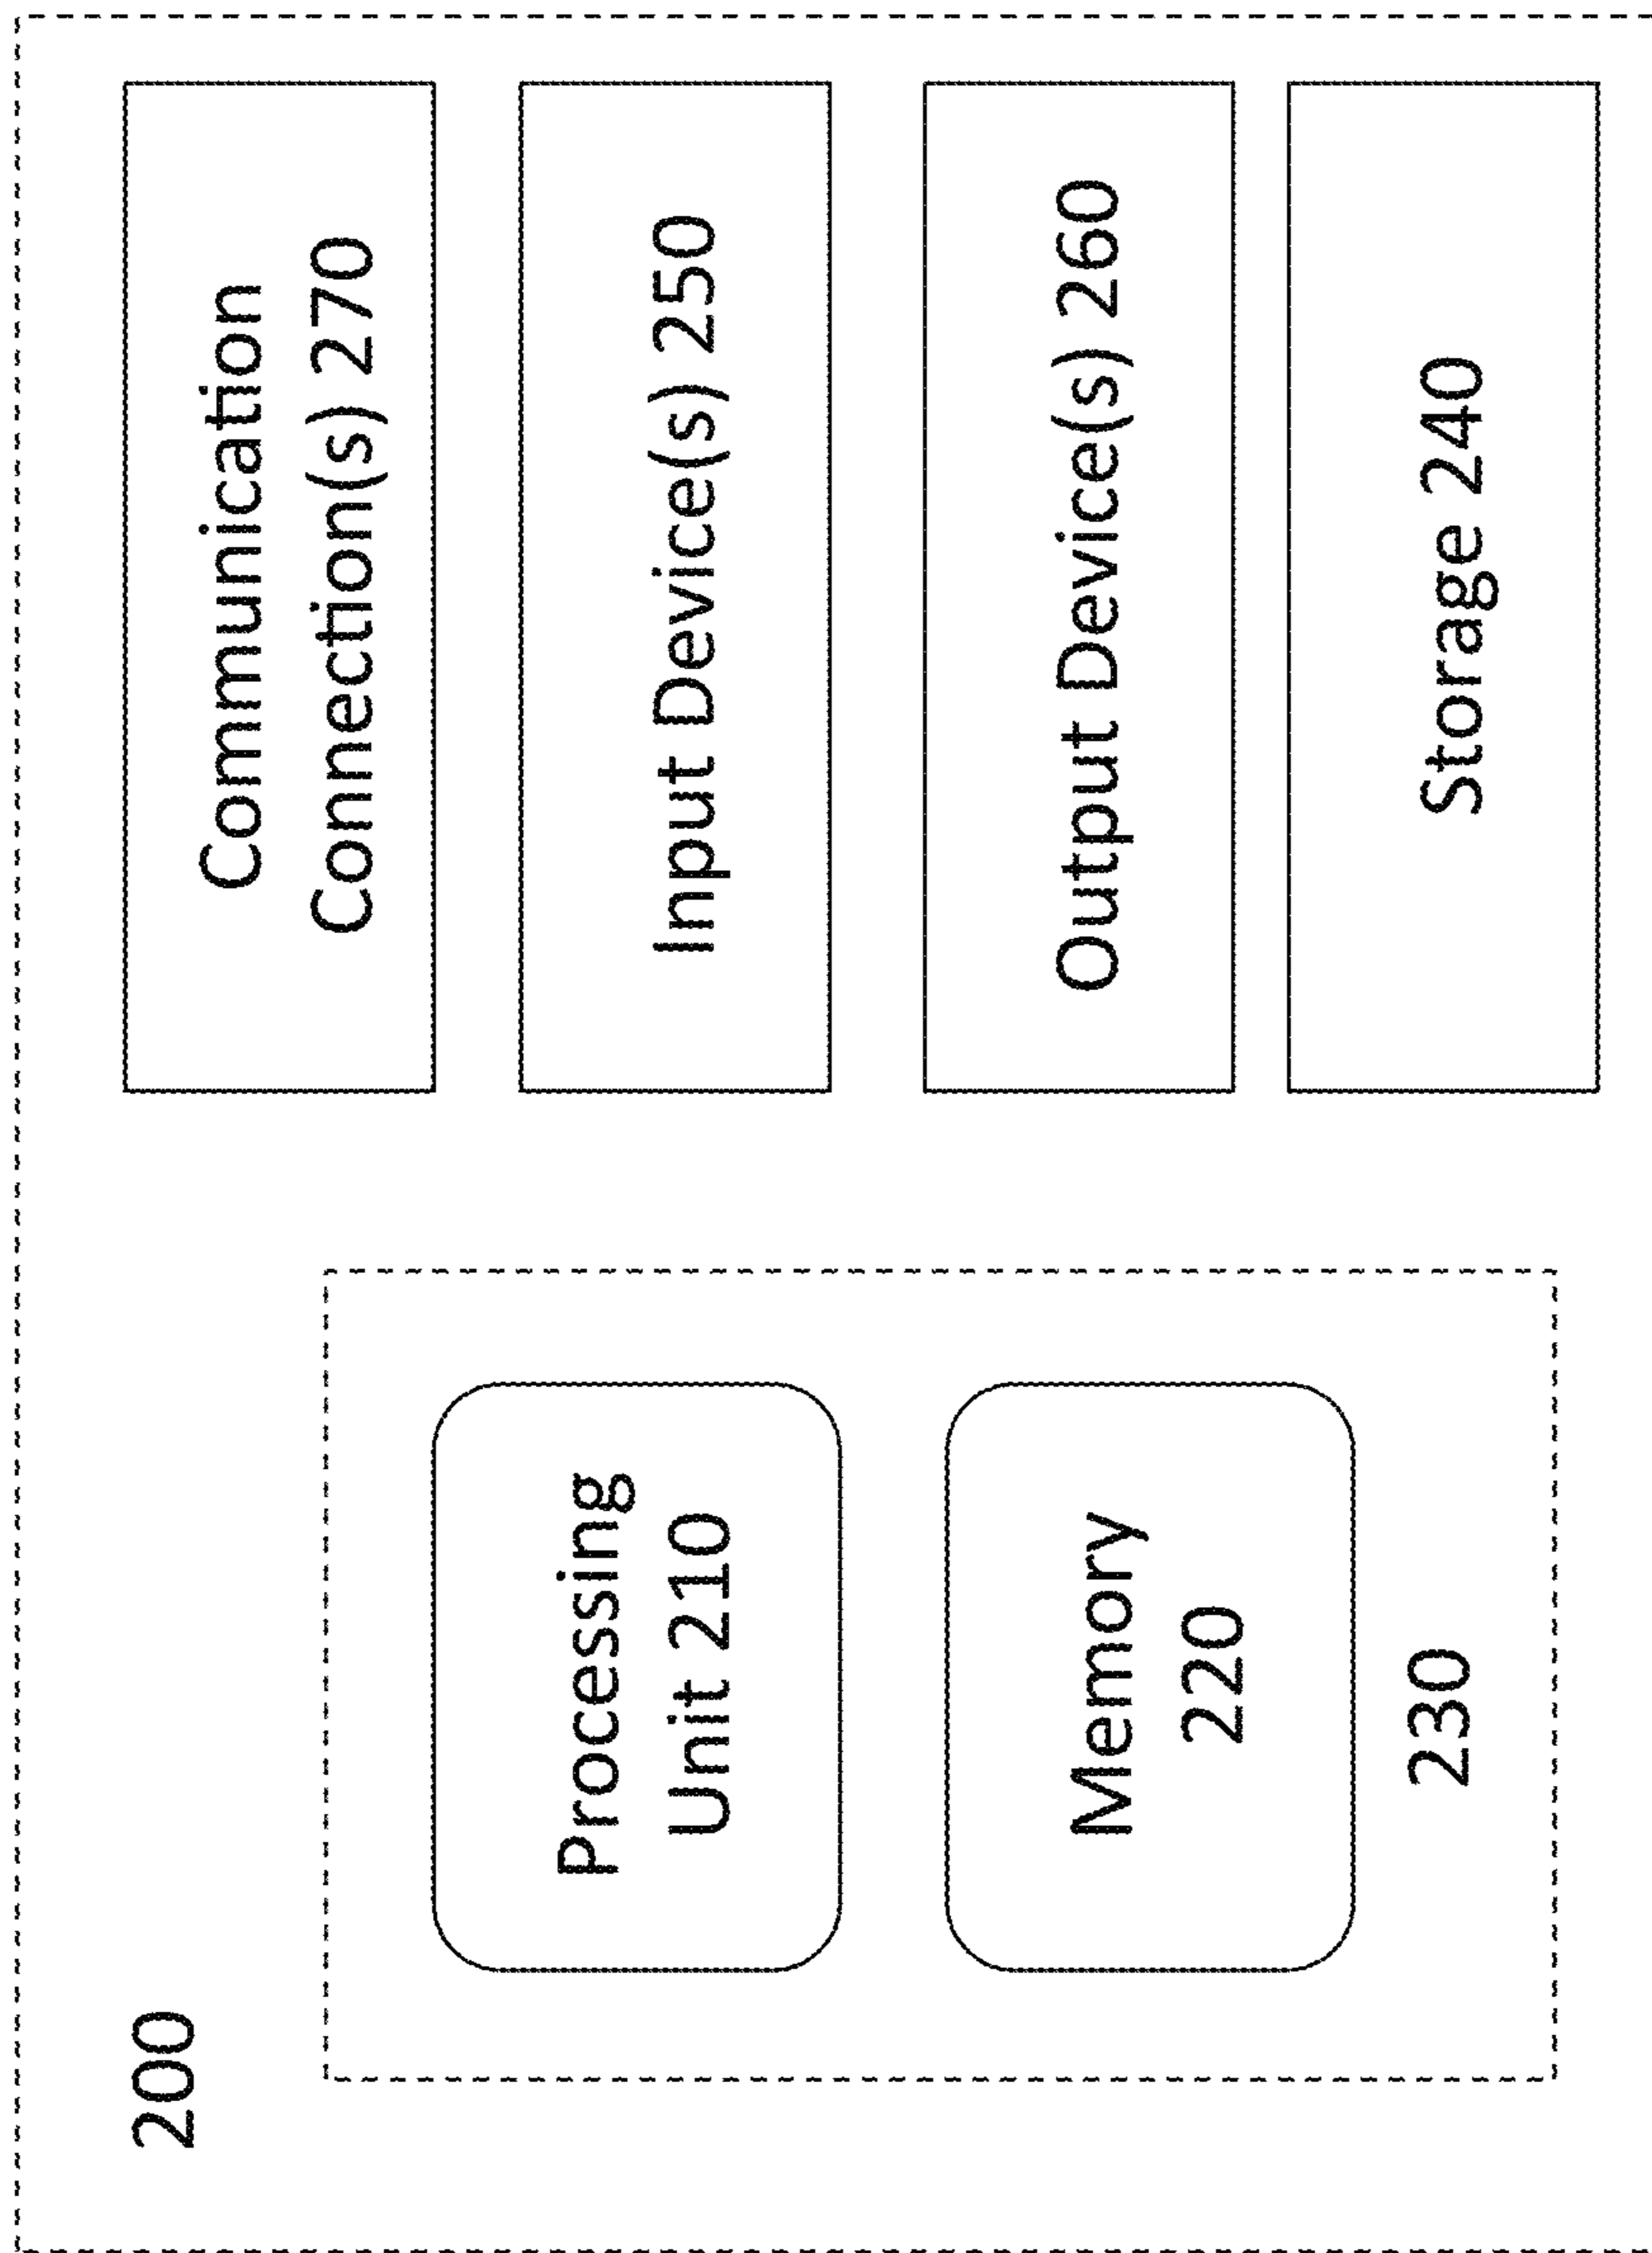 200
Processing
Unit 210
Memory
220
230
Communication
Connection(s) 270
Input Device(s) 250
Output Device(s) 260
Storage 240